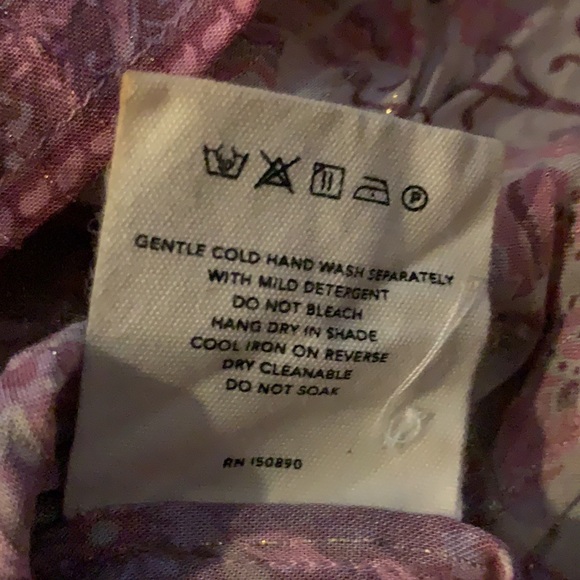 P
GENTLE COLD HAND WASH SEPARATELY
WITH MILD DETERGENT
DO NOT BLEACH
HANG DRY IN SHADE
COOL IRON ON REVERSE
DRY CLEANABLE
DO NOT SOAK
RN 150890